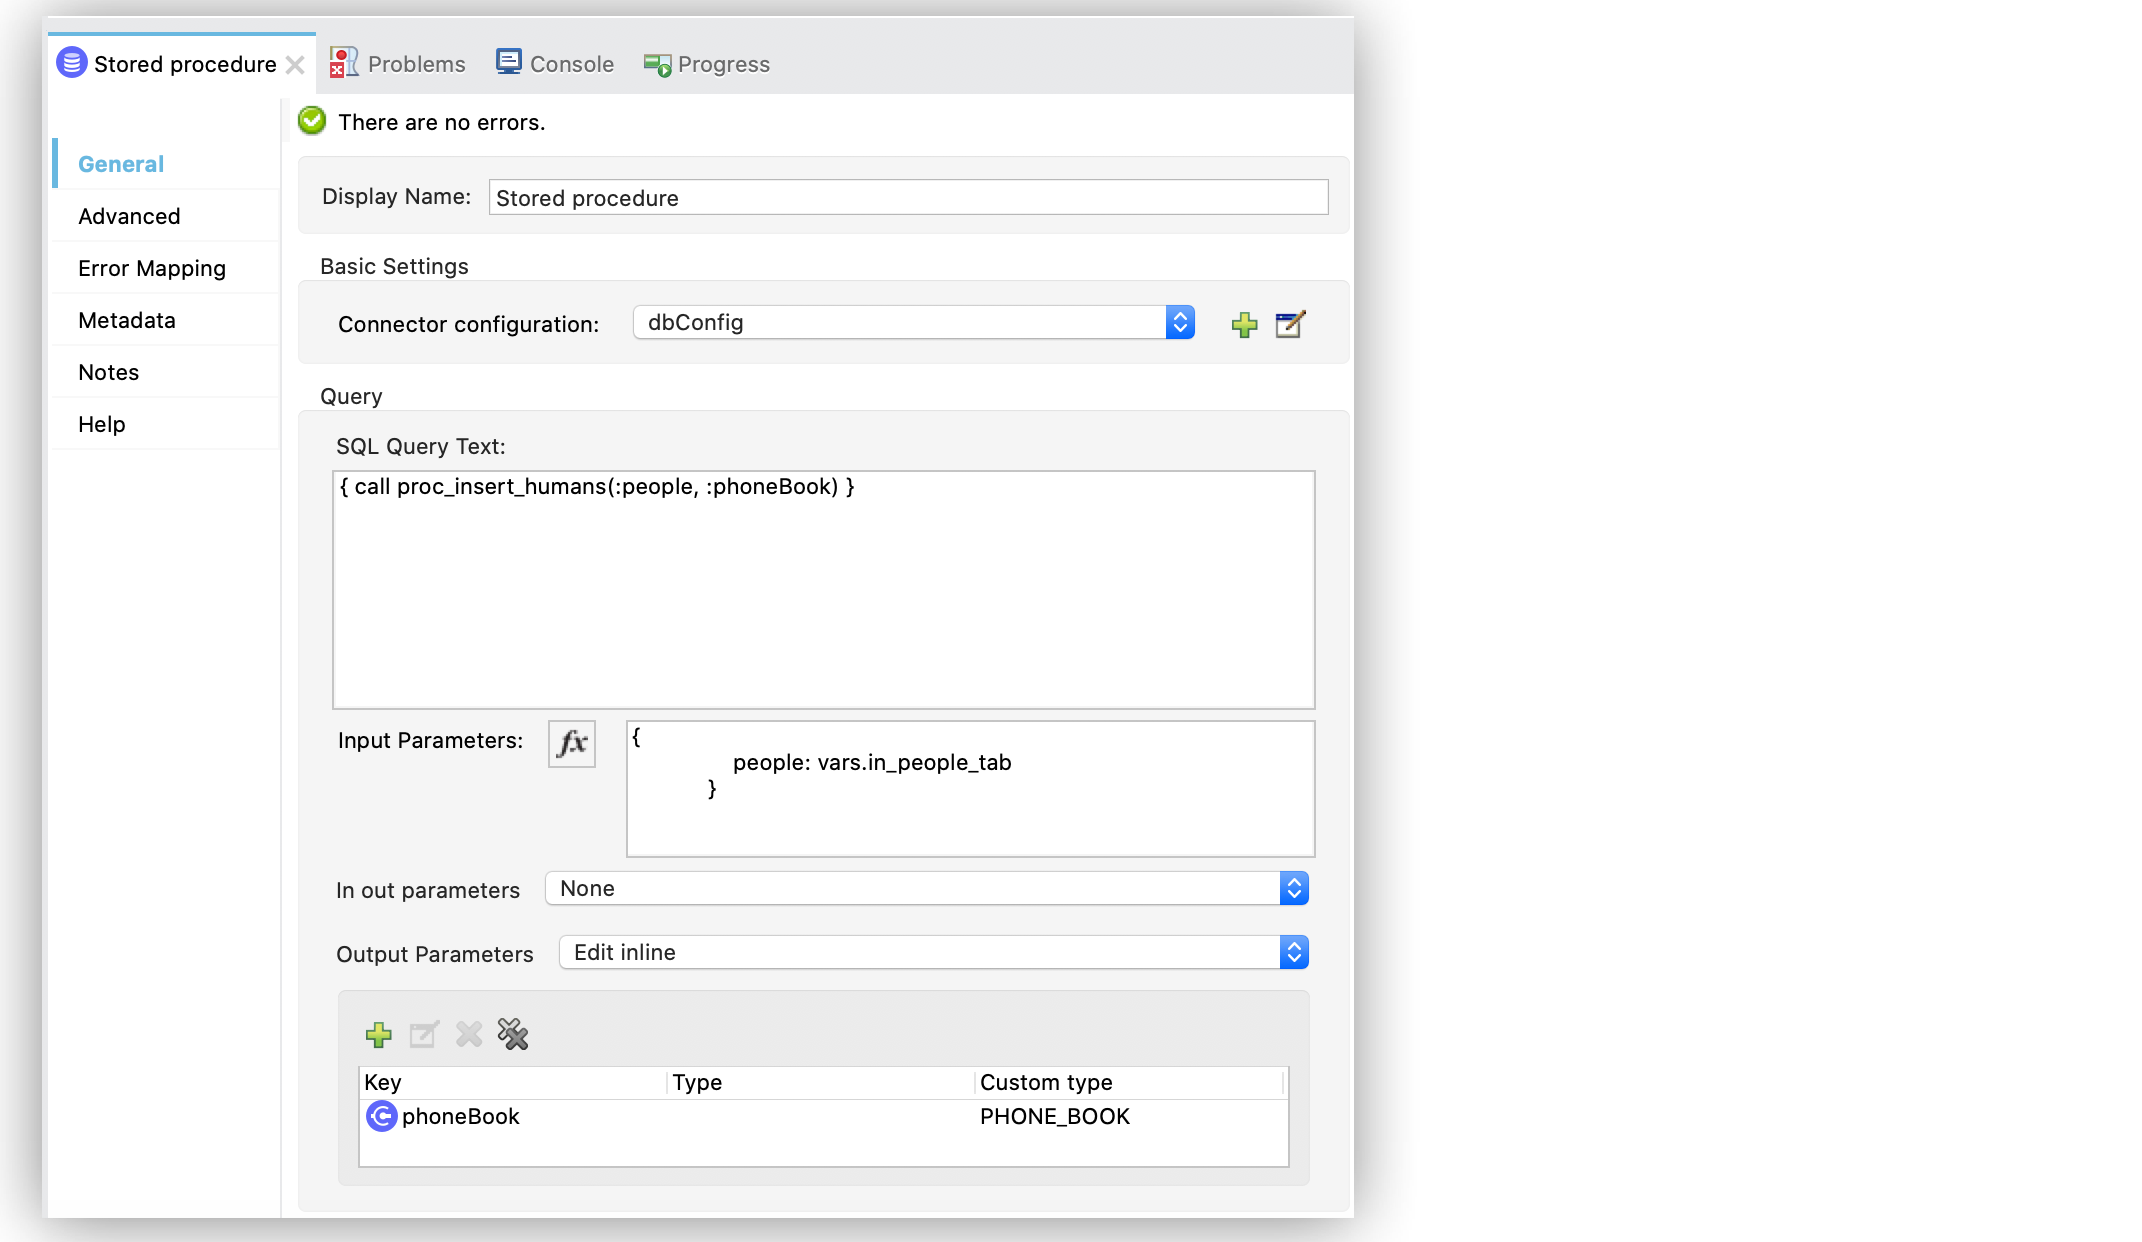 Stored procedure
Problems
Console
Progress
General
Advanced
Error Mapping
Metadata
Notes
Help
There are no errors.
Display Name:
Stored procedure
Basic Settings
Connector configuration:
dbConfig
Query
SQL Query Text:
{ call proc_insert_humans(:people, :phoneBook) }
Input Parameters:
fx
{
people: vars.in_people_tab
}
In out parameters
None
Output Parameters
Edit inline
Key Type Custom type
phoneBook PHONE_BOOK